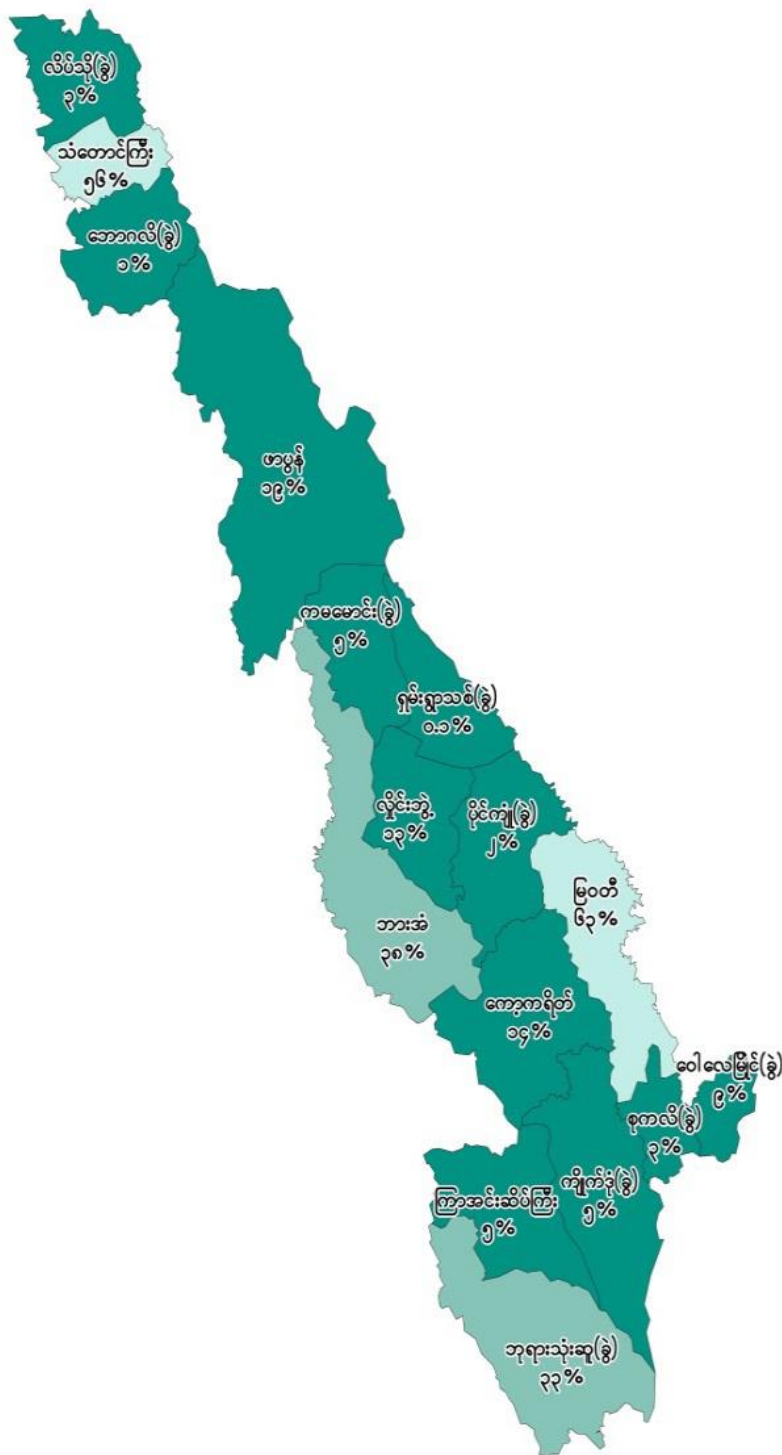 လိပ်သို(ခွဲ)
၃%
သံတောင်ကြီး
၅၆%
ဘောဂလိ(ခွဲ)
၁%
ဖာပွန်
၁၉%
ကမမောင်း(ခွဲ)
၅%
ရှမ်းရွာသစ်(ခွဲ)
၀.၁%
လှိုင်းဘွဲ့
၁၃%
ပိုင်ကျုံ(ခွဲ)
၂%
မြဝတီ
၆၃%
ဘားအံ
၃၈%
ကော့ကရိတ်
၁၄%
ဝေါလေမြိုင်(ခွဲ)
၉%
စုကလိ(ခွဲ)
၃%
ကျိုက်ဒုံ(ခွဲ)
၅%
ကြာအင်းဆိပ်ကြီး
၅%
ဘုရားသုံးဆူ(ခွဲ)
၃၃%